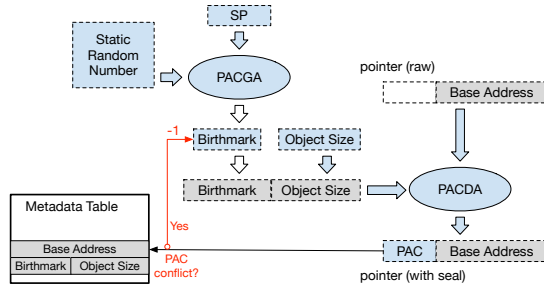 SP
Static
Random
Number
PACGA
pointer (raw)
Base Address
-1
Birthmark
Object Size
Birthmark
Object Size
PACDA
Metadata Table
Yes
Base Address
Birthmark
Object Size
PAC
conflict?
PAC
Base Address
pointer (with seal)